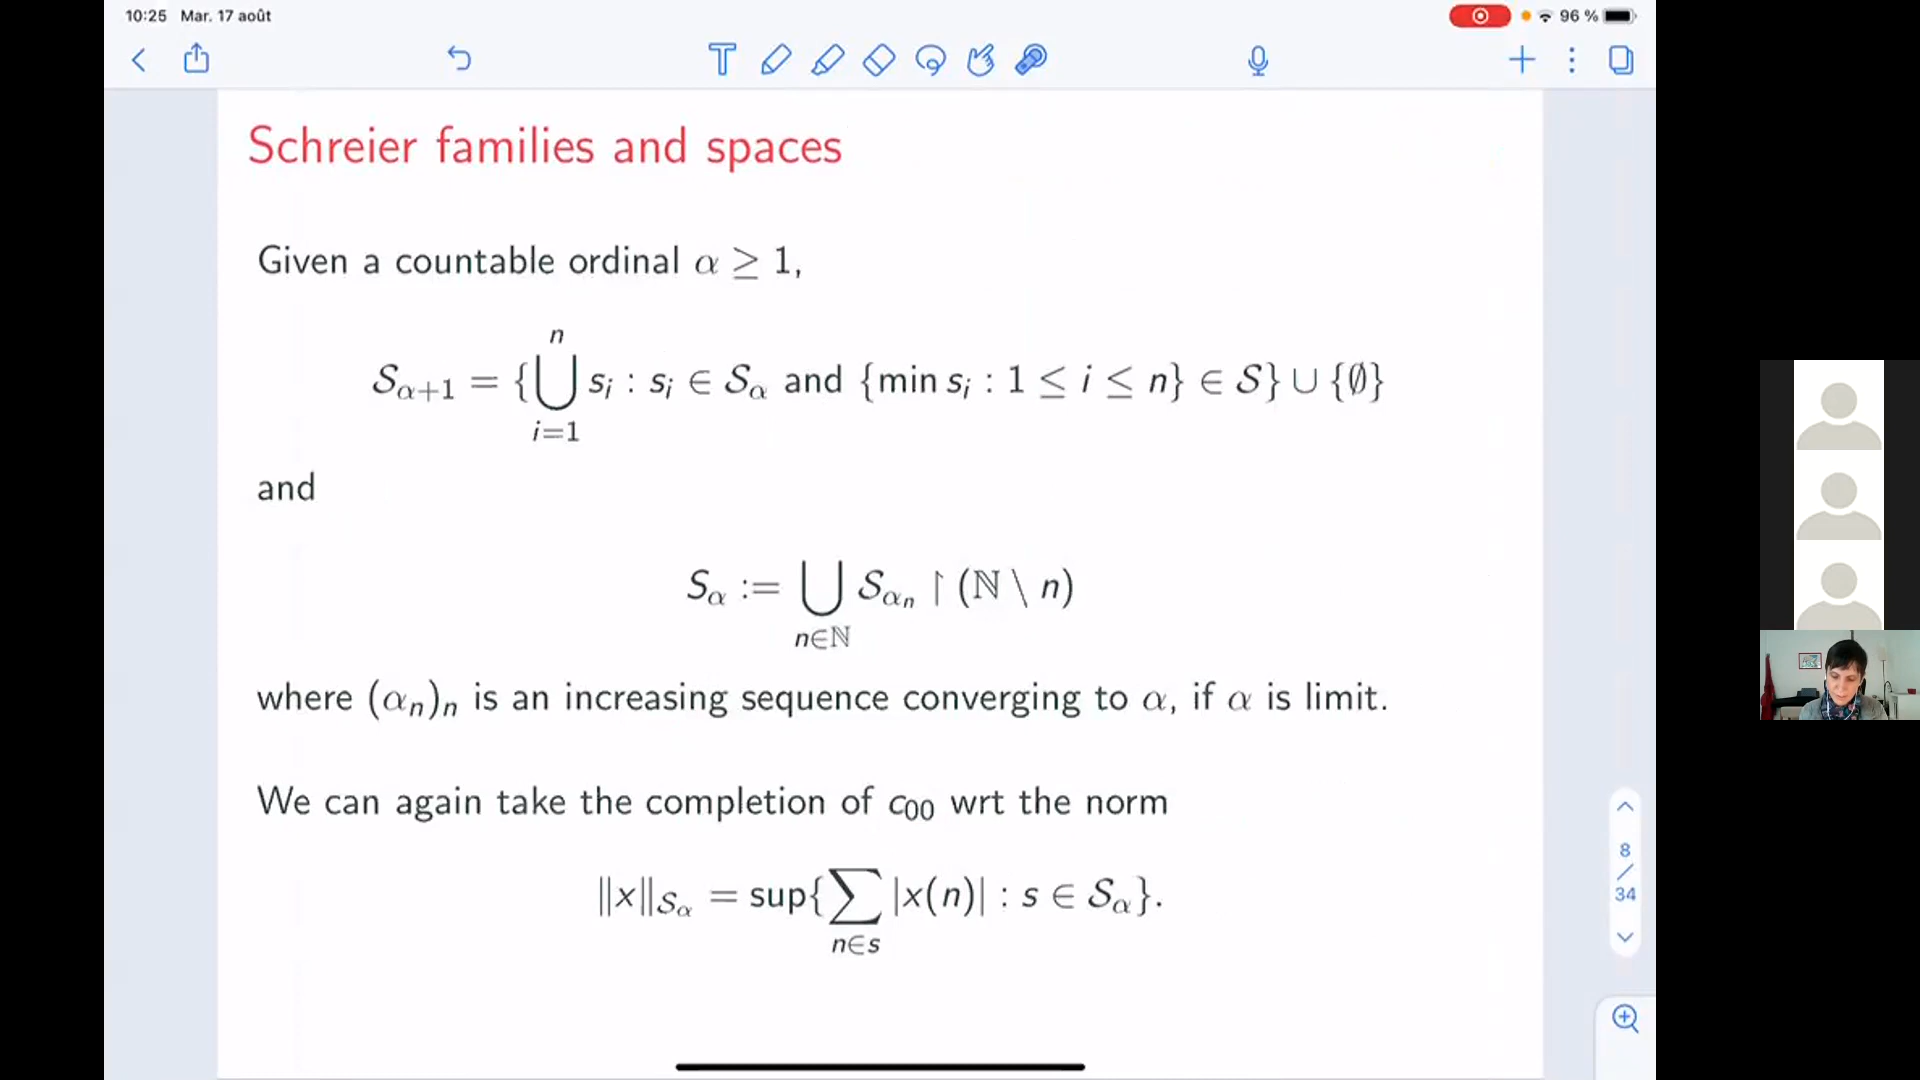 10:25 Mar. 17 août
96 %
Schreier families and spaces
Given a countable ordinal α ≥ 1,
𝒮_{α+1} = {⋃_{i=1}^{n} s_i : s_i ∈ 𝒮_α and {min s_i : 1 ≤ i ≤ n} ∈ 𝒮} ∪ {∅}
and
S_α := ⋃_{n∈ℕ} 𝒮_{α_n} ↾ (ℕ \ n)
where (α_n)_n is an increasing sequence converging to α, if α is limit.
We can again take the completion of c_{00} wrt the norm
‖x‖_{𝒮_α} = sup{∑_{n∈s} |x(n)| : s ∈ 𝒮_α}.
8
/
34